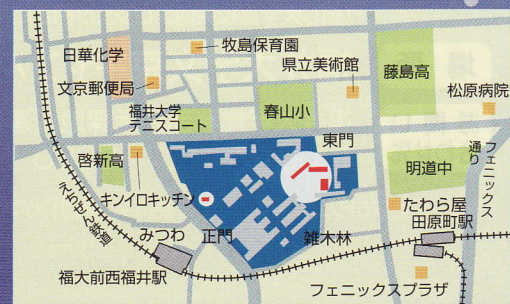 牧島保育園
日華化学
県立美術館
藤島高
文京郵便局
松原病院
福井大学
テニスコート
春山小
東門
啓新高
明道中
フェニックス
通り
キンイロキッチン
たわら屋
えちぜん鉄道
みつわ
正門
雑木林
田原町駅
福大前西福井駅
フェニックスプラザ